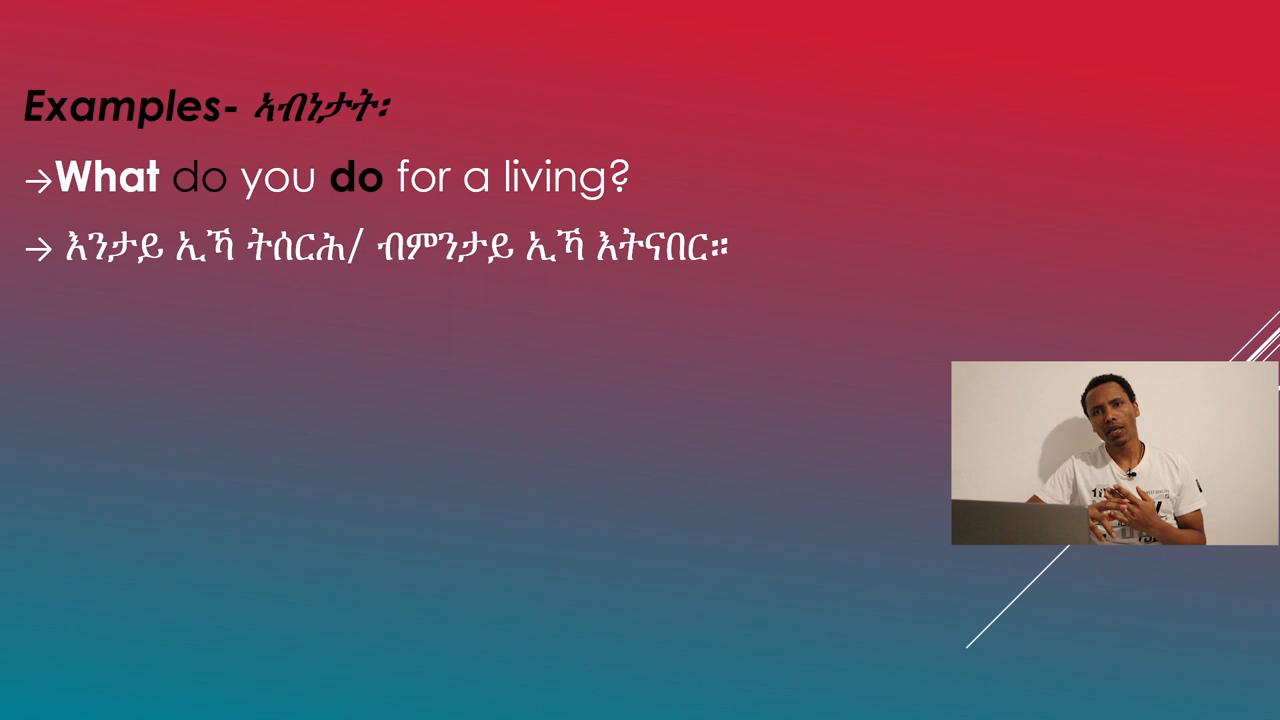 Examples- ኣብነታት፡
→What do you do for a living?
→ እንታይ ኢኻ ትሰርሕ/ ብምንታይ ኢኻ እትናበር።